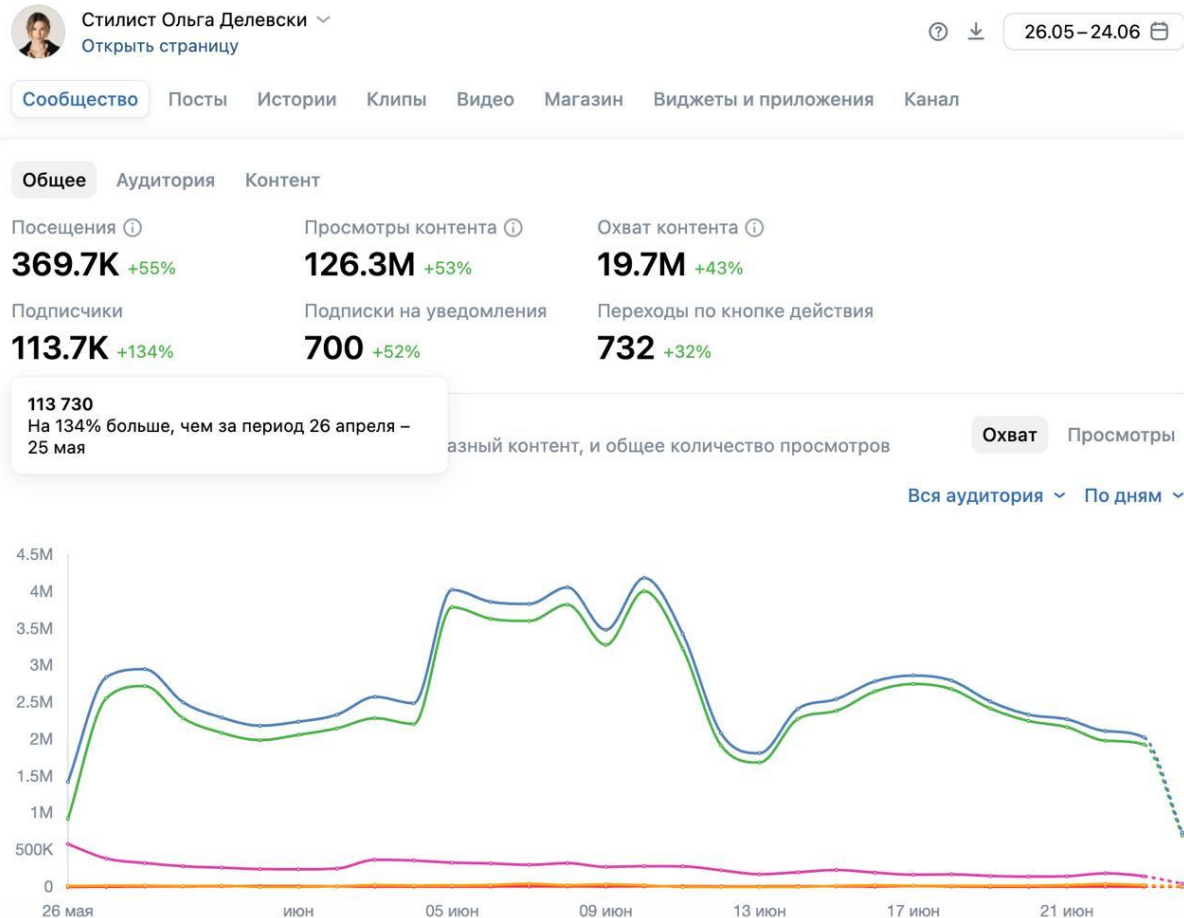 Стилист Ольга Делевски
Открыть страницу
26.05–24.06
Сообщество Посты Истории Клипы Видео Магазин Виджеты и приложения Канал
Общее Аудитория Контент
Посещения Просмотры контента Охват контента
369.7K +55% 126.3M +53% 19.7M +43%
Подписчики Подписки на уведомления Переходы по кнопке действия
113.7K +134% 700 +52% 732 +32%
113 730
На 134% больше, чем за период 26 апреля –
25 мая
азный контент, и общее количество просмотров
Охват Просмотры
Вся аудитория По дням
4.5M
4M
3.5M
3M
2.5M
2M
1.5M
1M
500K
0
26 мая июн 05 июн 09 июн 13 июн 17 июн 21 июн